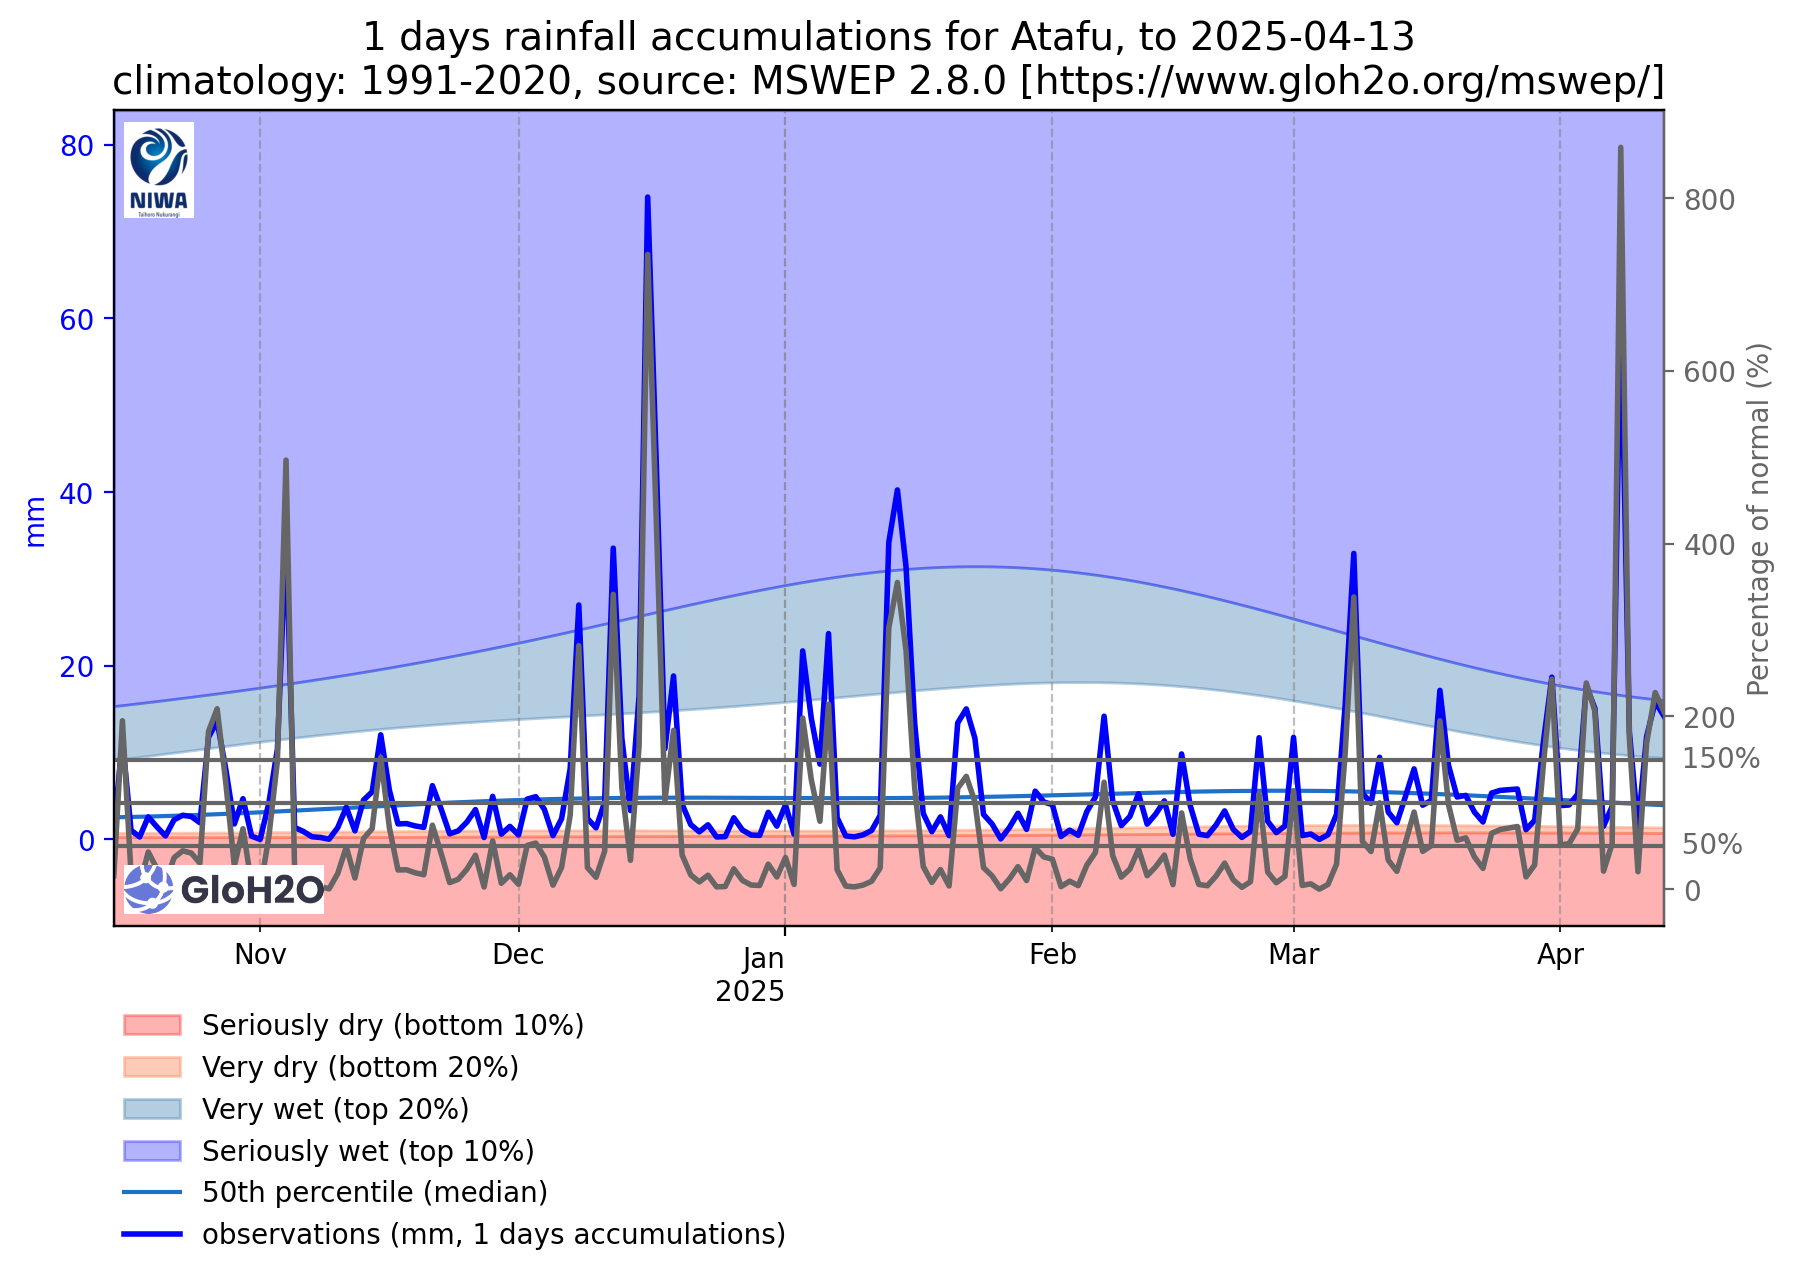 1 days rainfall accumulations for Atafu, to 2025-04-13
climatology: 1991-2020, source: MSWEP 2.8.0 [https://www.gloh2o.org/mswep/]
NIWA
Taihoro Nukurangi
80
60
40
20
0
mm
800
600
400
200
150%
50%
0
Percentage of normal (%)
GloH2O
Nov
Dec
Jan
2025
Feb
Mar
Apr
Seriously dry (bottom 10%)
Very dry (bottom 20%)
Very wet (top 20%)
Seriously wet (top 10%)
50th percentile (median)
observations (mm, 1 days accumulations)